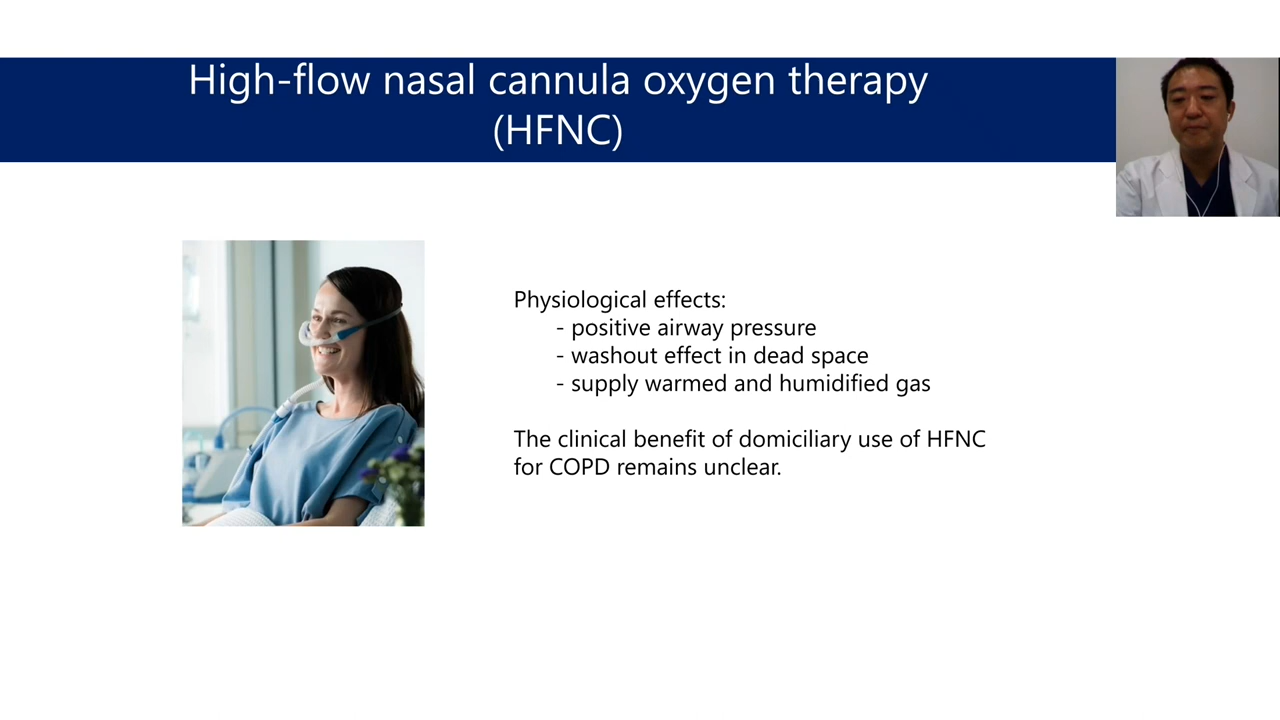 High-flow nasal cannula oxygen therapy
(HFNC)
Physiological effects:
- positive airway pressure
- washout effect in dead space
- supply warmed and humidified gas
The clinical benefit of domiciliary use of HFNC
for COPD remains unclear.